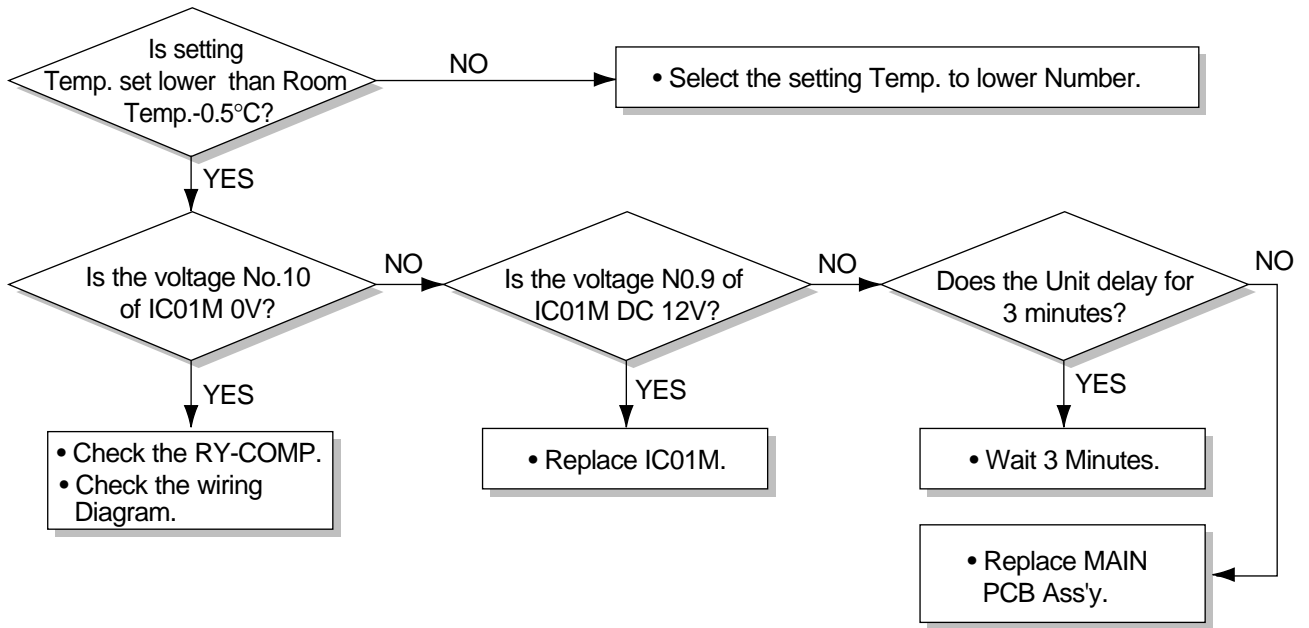 Is setting
Temp. set lower than Room
Temp.-0.5°C?
NO
• Select the setting Temp. to lower Number.
YES
Is the voltage No.10
of IC01M 0V?
NO
Is the voltage N0.9 of
IC01M DC 12V?
NO
Does the Unit delay for
3 minutes?
NO
YES
YES
YES
• Check the RY-COMP.
• Check the wiring
Diagram.
• Replace IC01M.
• Wait 3 Minutes.
• Replace MAIN
PCB Ass'y.